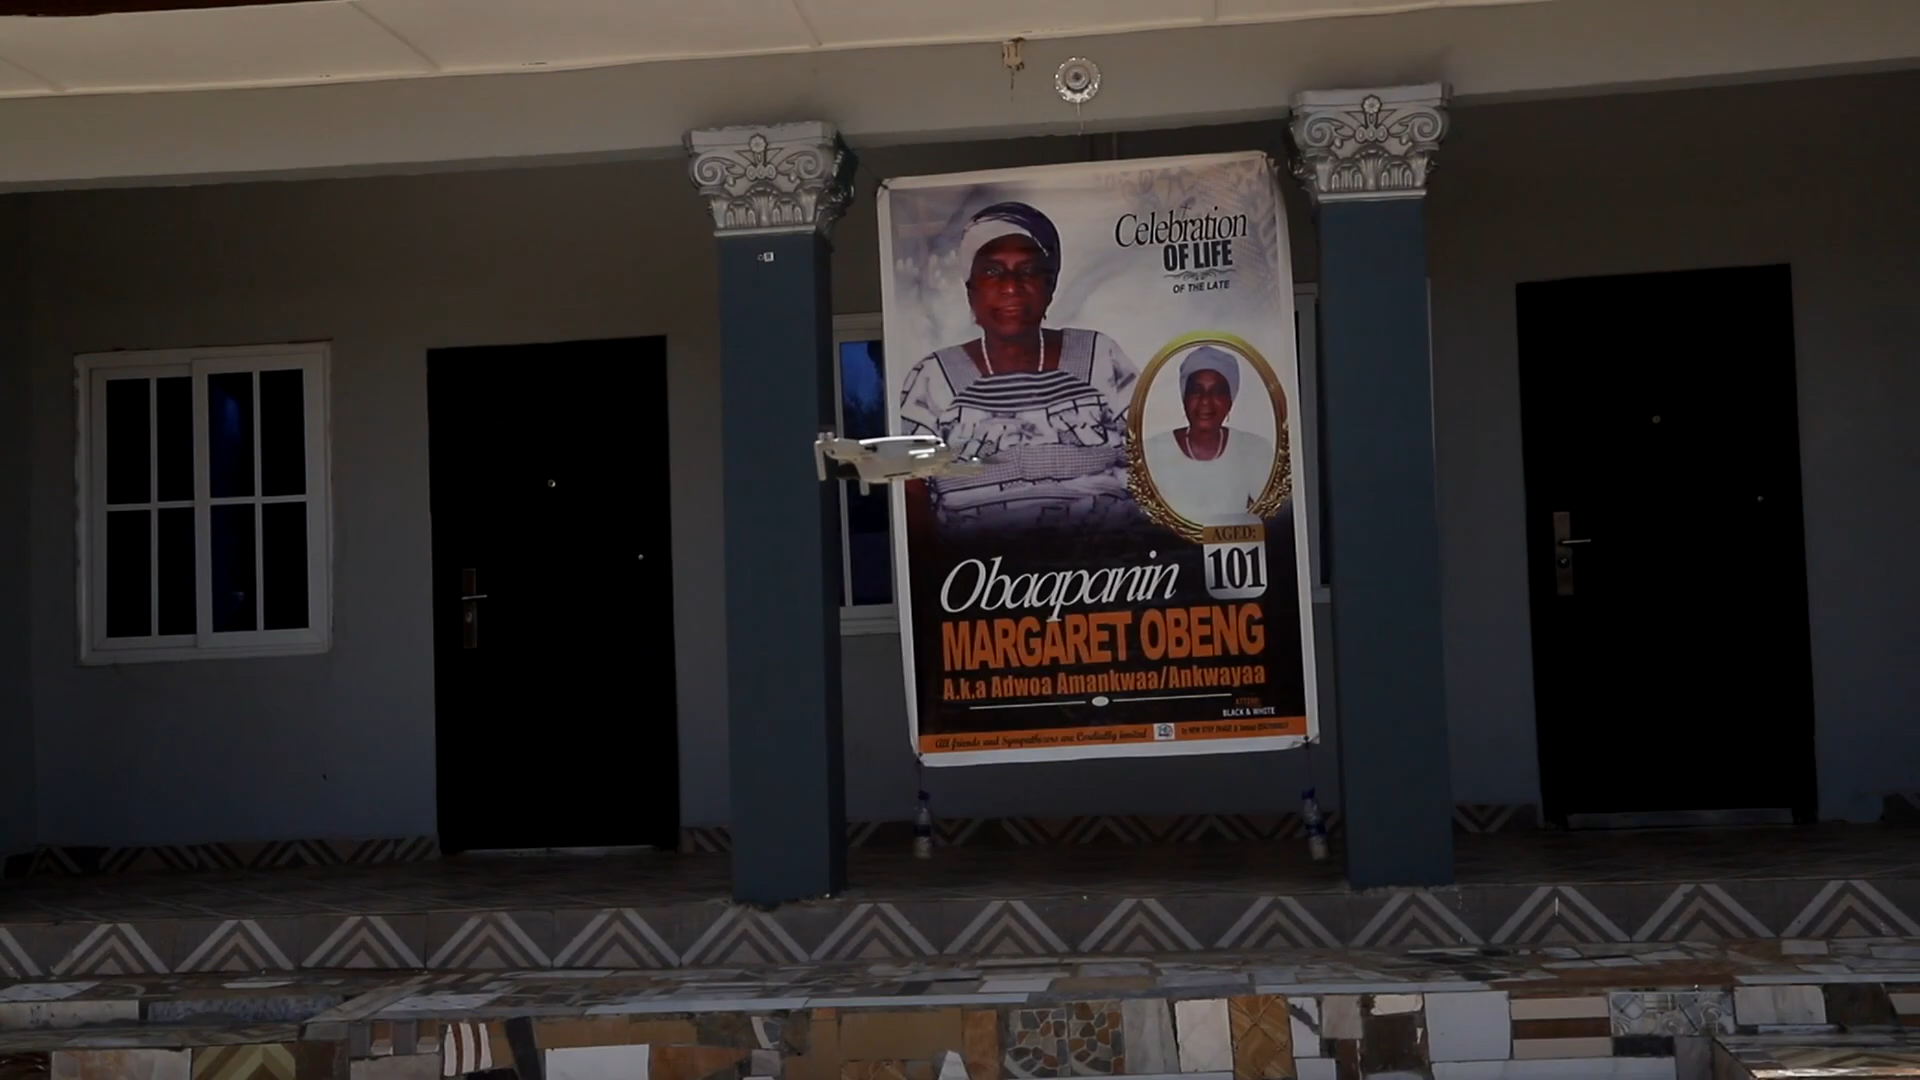 Celebration
OF LIFE
OF THE LATE
AGED:
101
Obaapanin
MARGARET OBENG
A.k.a Adwoa Amankwaa/Ankwayaa
ATTIRE:
BLACK & WHITE
All friends and Sympathizers are Cordially invited